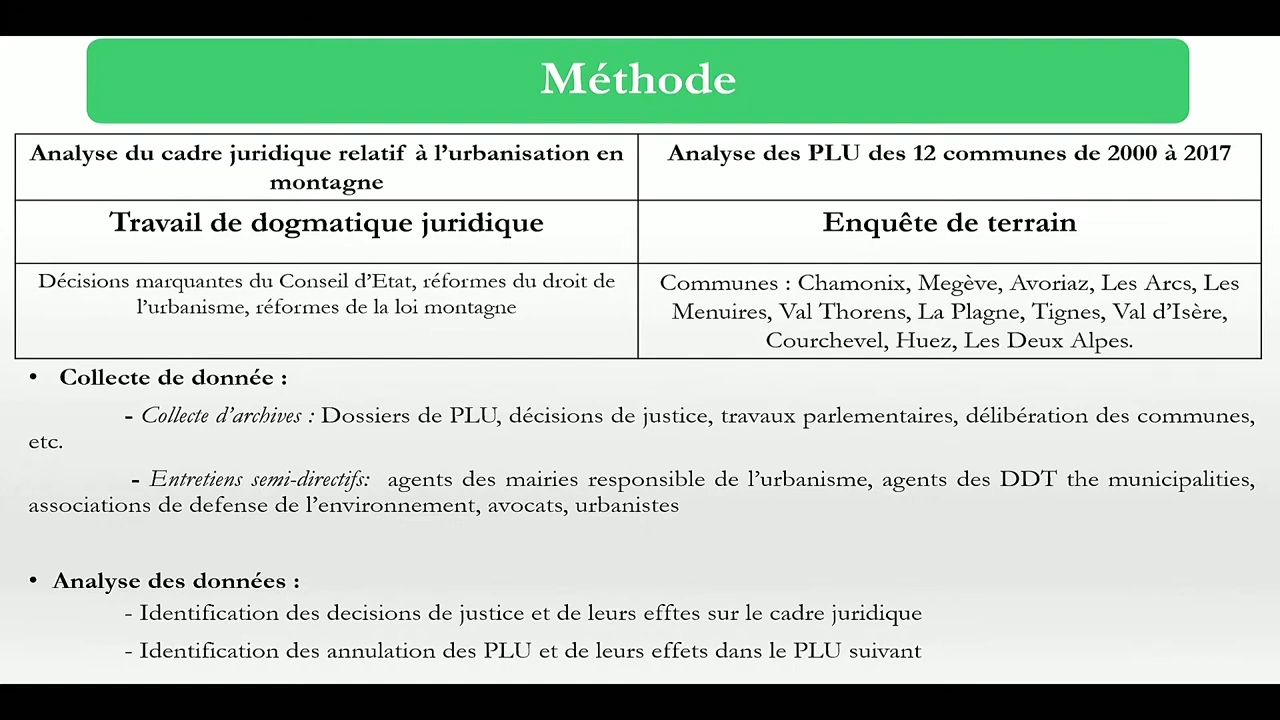 Méthode
Analyse du cadre juridique relatif à l'urbanisation en
montagne
Analyse des PLU des 12 communes de 2000 à 2017
Travail de dogmatique juridique
Enquête de terrain
Décisions marquantes du Conseil d'Etat, réformes du droit de
l'urbanisme, réformes de la loi montagne
Communes : Chamonix, Megève, Avoriaz, Les Arcs, Les
Menuires, Val Thorens, La Plagne, Tignes, Val d'Isère,
Courchevel, Huez, Les Deux Alpes.
• Collecte de donnée :
- Collecte d'archives : Dossiers de PLU, décisions de justice, travaux parlementaires, délibération des communes,
etc.
- Entretiens semi-directifs: agents des mairies responsible de l'urbanisme, agents des DDT the municipalities,
associations de defense de l'environnement, avocats, urbanistes
• Analyse des données :
- Identification des decisions de justice et de leurs efftes sur le cadre juridique
- Identification des annulation des PLU et de leurs effets dans le PLU suivant